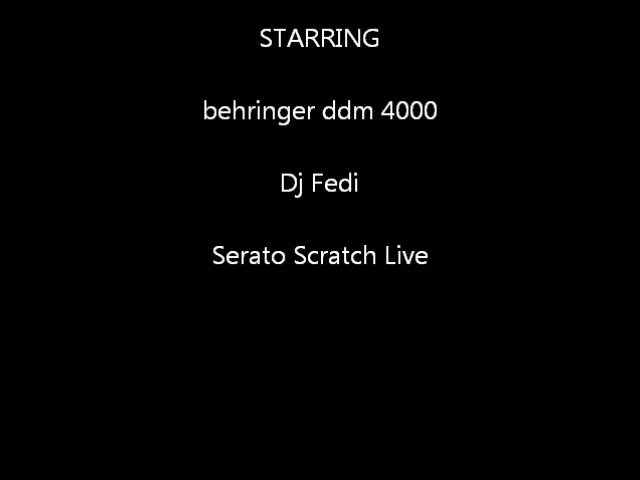 STARRING
behringer ddm 4000
Dj Fedi
Serato Scratch Live